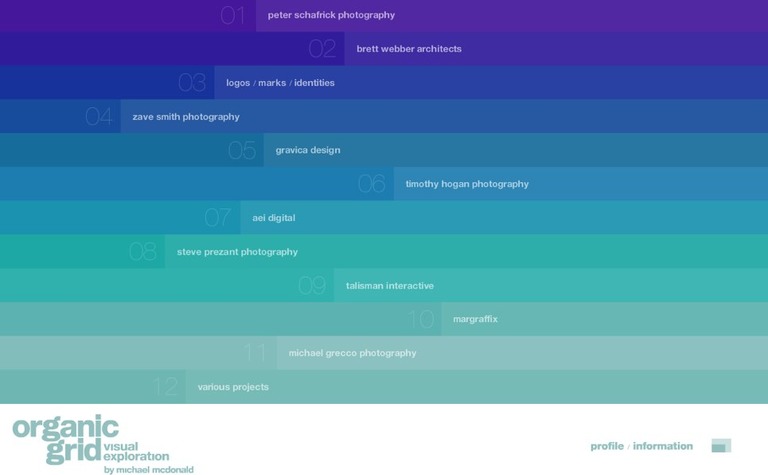 01 peter schafrick photography
02 brett webber architects
03 logos / marks / identities
04 zave smith photography
05 gravica design
06 timothy hogan photography
07 aei digital
08 steve prezant photography
09 talisman interactive
10 margraffix
11 michael grecco photography
12 various projects
organic
grid visual
exploration
by michael mcdonald
profile / information